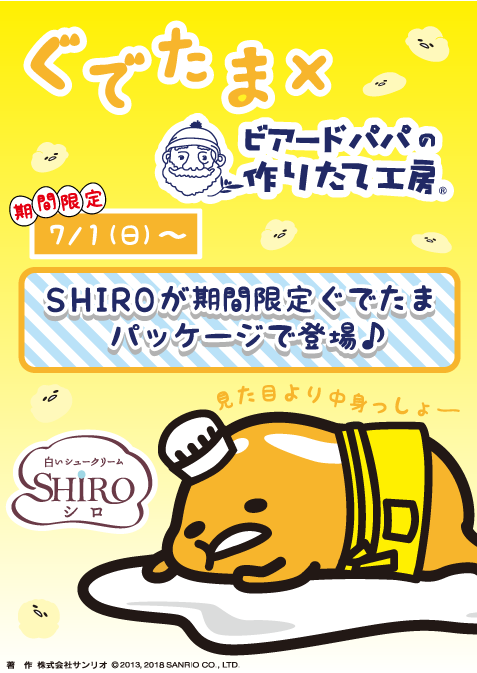 ぐでたま×
ビアードパパの
作りたて工房®
期間限定
7/1(日)～
SHIROが期間限定ぐでたま
パッケージで登場♪
見た目より中身っしょー
白いシュークリーム
SHIRO
シロ
著 作 株式会社サンリオ © 2013, 2018 SANRIO CO., LTD.